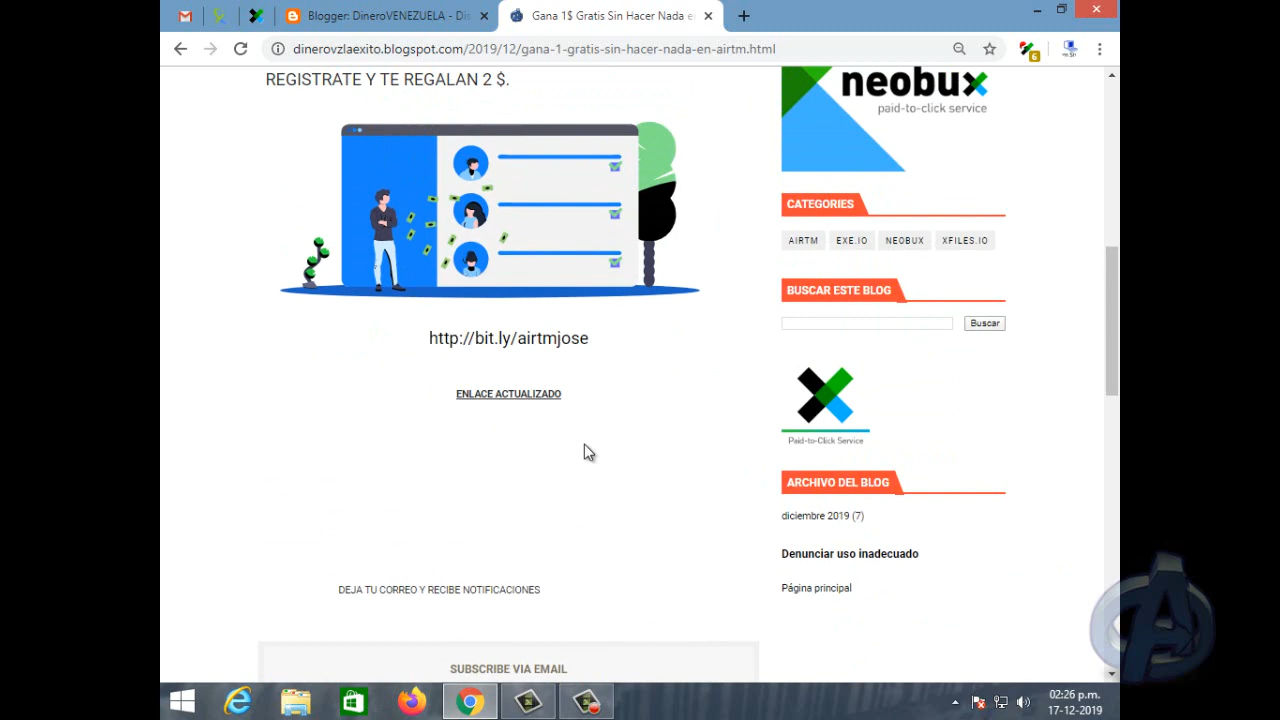 Blogger: DineroVENEZUELA - Di
Gana 1$ Gratis Sin Hacer Nada e
dinerovzlaexito.blogspot.com/2019/12/gana-1-gratis-sin-hacer-nada-en-airtm.html
6
REGISTRATE Y TE REGALAN 2 $.
neobux
paid-to-click service
CATEGORIES
AIRTM
EXE.IO
NEOBUX
XFILES.IO
BUSCAR ESTE BLOG
Buscar
http://bit.ly/airtmjose
ENLACE ACTUALIZADO
Paid-to-Click Service
ARCHIVO DEL BLOG
diciembre 2019 (7)
Denunciar uso inadecuado
Página principal
DEJA TU CORREO Y RECIBE NOTIFICACIONES
SUBSCRIBE VIA EMAIL
02:26 p.m.
17-12-2019